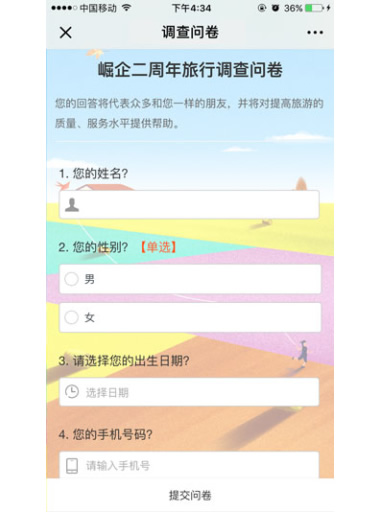 中国移动 下午4:34 36%
调查问卷
崛企二周年旅行调查问卷
您的回答将代表众多和您一样的朋友，并将对提高旅游的
质量、服务水平提供帮助。
1. 您的姓名?
2. 您的性别? 【单选】
男
女
3. 请选择您的出生日期?
选择日期
4. 您的手机号码?
请输入手机号
提交问卷